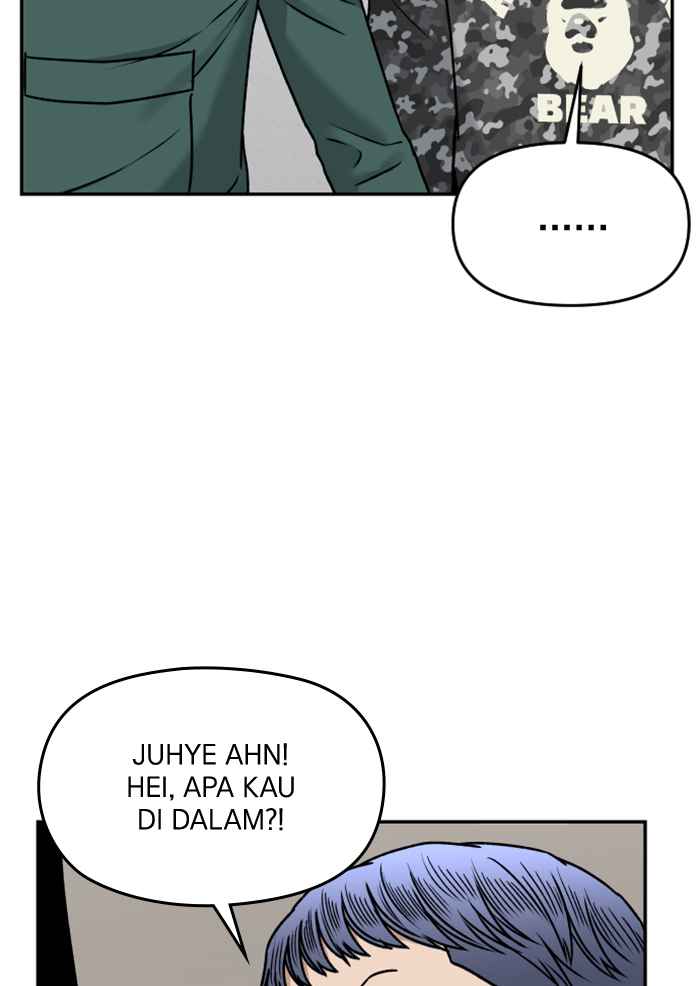 BEAR
......
JUHYE AHN!
HEI, APA KAU
DI DALAM?!